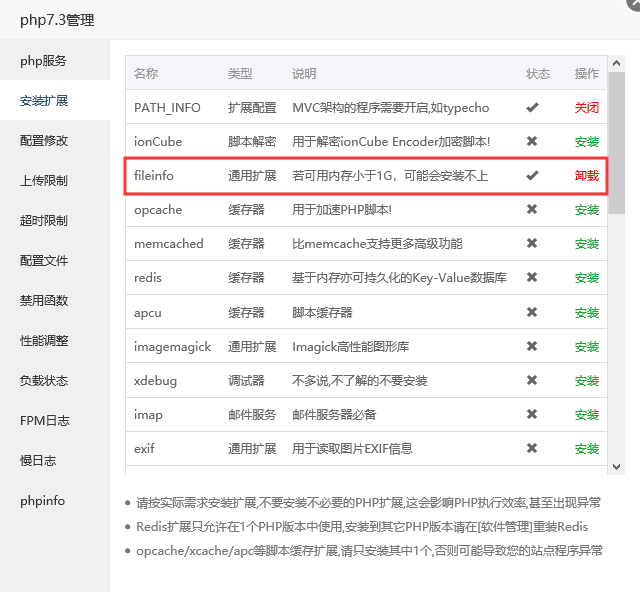 php7.3管理
php服务
安装扩展
配置修改
上传限制
超时限制
配置文件
禁用函数
性能调整
负载状态
FPM日志
慢日志
phpinfo
名称 类型 说明 状态 操作
PATH_INFO 扩展配置 MVC架构的程序需要开启,如typecho 关闭
ionCube 脚本解密 用于解密ionCube Encoder加密脚本! 安装
fileinfo 通用扩展 若可用内存小于1G，可能会安装不上 卸载
opcache 缓存器 用于加速PHP脚本! 安装
memcached 缓存器 比memcache支持更多高级功能 安装
redis 缓存器 基于内存亦可持久化的Key-Value数据库 安装
apcu 缓存器 脚本缓存器 安装
imagemagick 通用扩展 Imagick高性能图形库 安装
xdebug 调试器 不多说,不了解的不要安装 安装
imap 邮件服务 邮件服务器必备 安装
exif 通用扩展 用于读取图片EXIF信息 安装
请按实际需求安装扩展,不要安装不必要的PHP扩展,这会影响PHP执行效率,甚至出现异常
Redis扩展只允许在1个PHP版本中使用,安装到其它PHP版本请在[软件管理]重装Redis
opcache/xcache/apc等脚本缓存扩展,请只安装其中1个,否则可能导致您的站点程序异常